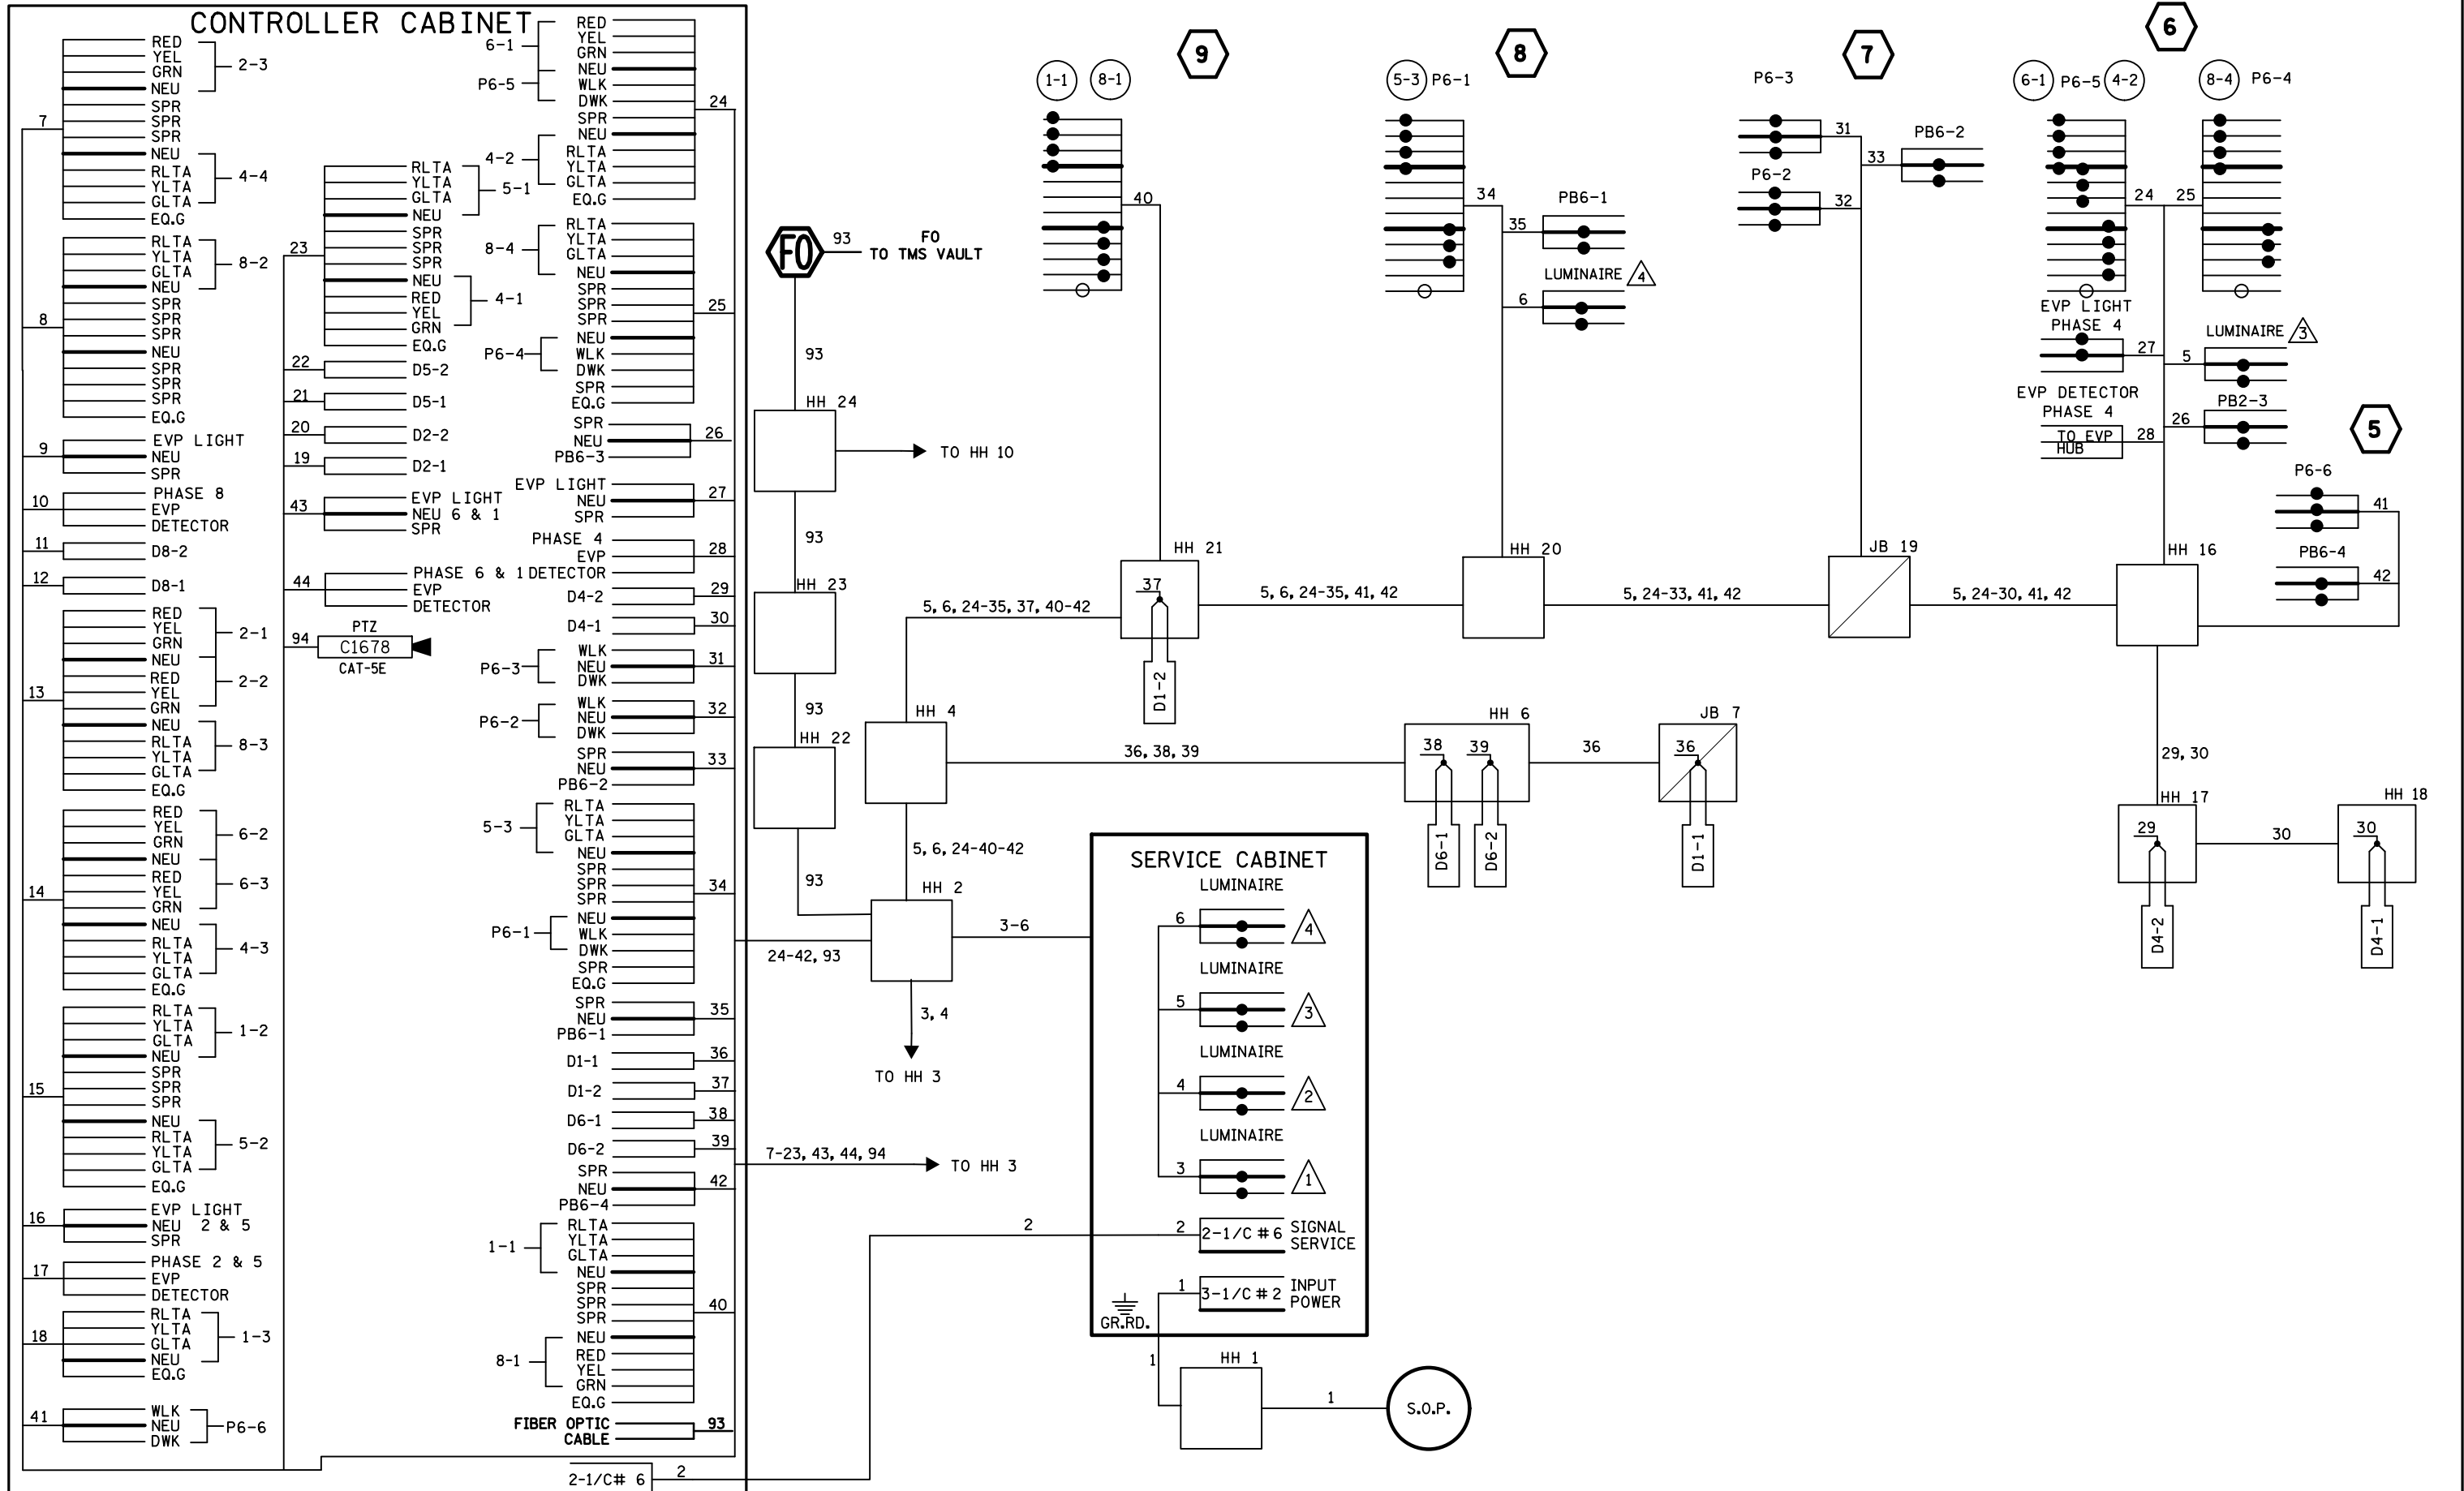 CONTROLLER CABINET
7
RED
YEL
GRN
NEU
2-3
SPR
SPR
SPR
NEU
RLTA
YLTA
GLTA
4-4
EQ.G
8
RLTA
YLTA
GLTA
NEU
8-2
SPR
SPR
SPR
NEU
SPR
SPR
SPR
EQ.G
9
EVP LIGHT
NEU
SPR
10
PHASE 8
EVP
DETECTOR
11
D8-2
12
D8-1
13
RED
YEL
GRN
NEU
2-1
RED
YEL
GRN
2-2
NEU
RLTA
YLTA
GLTA
8-3
EQ.G
14
RED
YEL
GRN
NEU
6-2
RED
YEL
GRN
6-3
NEU
RLTA
YLTA
GLTA
4-3
EQ.G
15
RLTA
YLTA
GLTA
NEU
1-2
SPR
SPR
SPR
NEU
RLTA
YLTA
GLTA
5-2
EQ.G
16
EVP LIGHT
NEU 2 & 5
SPR
17
PHASE 2 & 5
EVP
DETECTOR
18
RLTA
YLTA
GLTA
NEU
1-3
EQ.G
41
WLK
NEU
DWK
P6-6
23
RLTA
YLTA
GLTA
NEU
5-1
SPR
SPR
SPR
NEU
RED
YEL
GRN
4-1
EQ.G
22
D5-2
21
D5-1
20
D2-2
19
D2-1
43
EVP LIGHT
NEU 6 & 1
SPR
44
PHASE 6 & 1
EVP
DETECTOR
94
PTZ
C1678
CAT-5E
6-1
RED
YEL
GRN
NEU
P6-5
WLK
DWK
SPR
24
4-2
NEU
RLTA
YLTA
GLTA
EQ.G
8-4
RLTA
YLTA
GLTA
NEU
SPR
SPR
SPR
25
P6-4
NEU
WLK
DWK
SPR
EQ.G
SPR
NEU
PB6-3
26
EVP LIGHT
NEU
SPR
27
PHASE 4
EVP
DETECTOR
28
D4-2
29
D4-1
30
P6-3
WLK
NEU
DWK
31
P6-2
WLK
NEU
DWK
32
SPR
NEU
PB6-2
33
5-3
RLTA
YLTA
GLTA
NEU
SPR
SPR
SPR
34
P6-1
NEU
WLK
DWK
SPR
EQ.G
SPR
NEU
PB6-1
35
D1-1
36
D1-2
37
D6-1
38
D6-2
39
SPR
NEU
PB6-4
42
1-1
RLTA
YLTA
GLTA
NEU
SPR
SPR
SPR
40
8-1
NEU
RED
YEL
GRN
EQ.G
FIBER OPTIC
CABLE
93
2-1/C# 6
2
FO
93
FO
TO TMS VAULT
93
HH 24
TO HH 10
93
HH 23
93
HH 22
93
24-42, 93
HH 2
3-6
3, 4
TO HH 3
7-23, 43, 44, 94
TO HH 3
5, 6, 24-40-42
HH 4
5, 6, 24-35, 37, 40-42
36, 38, 39
HH 6
38
39
D6-1
D6-2
36
JB 7
36
D1-1
9
1-1
8-1
40
HH 21
37
D1-2
5, 6, 24-35, 41, 42
8
5-3
P6-1
34
35
PB6-1
6
LUMINAIRE
4
HH 20
5, 24-33, 41, 42
7
P6-3
31
P6-2
32
33
PB6-2
JB 19
5, 24-30, 41, 42
6
6-1
P6-5
4-2
8-4
P6-4
24
25
EVP LIGHT
PHASE 4
27
5
LUMINAIRE
3
EVP DETECTOR
PHASE 4
TO EVP
HUB
28
26
PB2-3
HH 16
5
P6-6
41
PB6-4
42
29, 30
HH 17
29
D4-2
30
HH 18
30
D4-1
SERVICE CABINET
LUMINAIRE
6
4
LUMINAIRE
5
3
LUMINAIRE
4
2
LUMINAIRE
3
1
2
2
2-1/C # 6
SIGNAL
SERVICE
1
3-1/C # 2
INPUT
POWER
GR.RD.
1
HH 1
1
S.O.P.